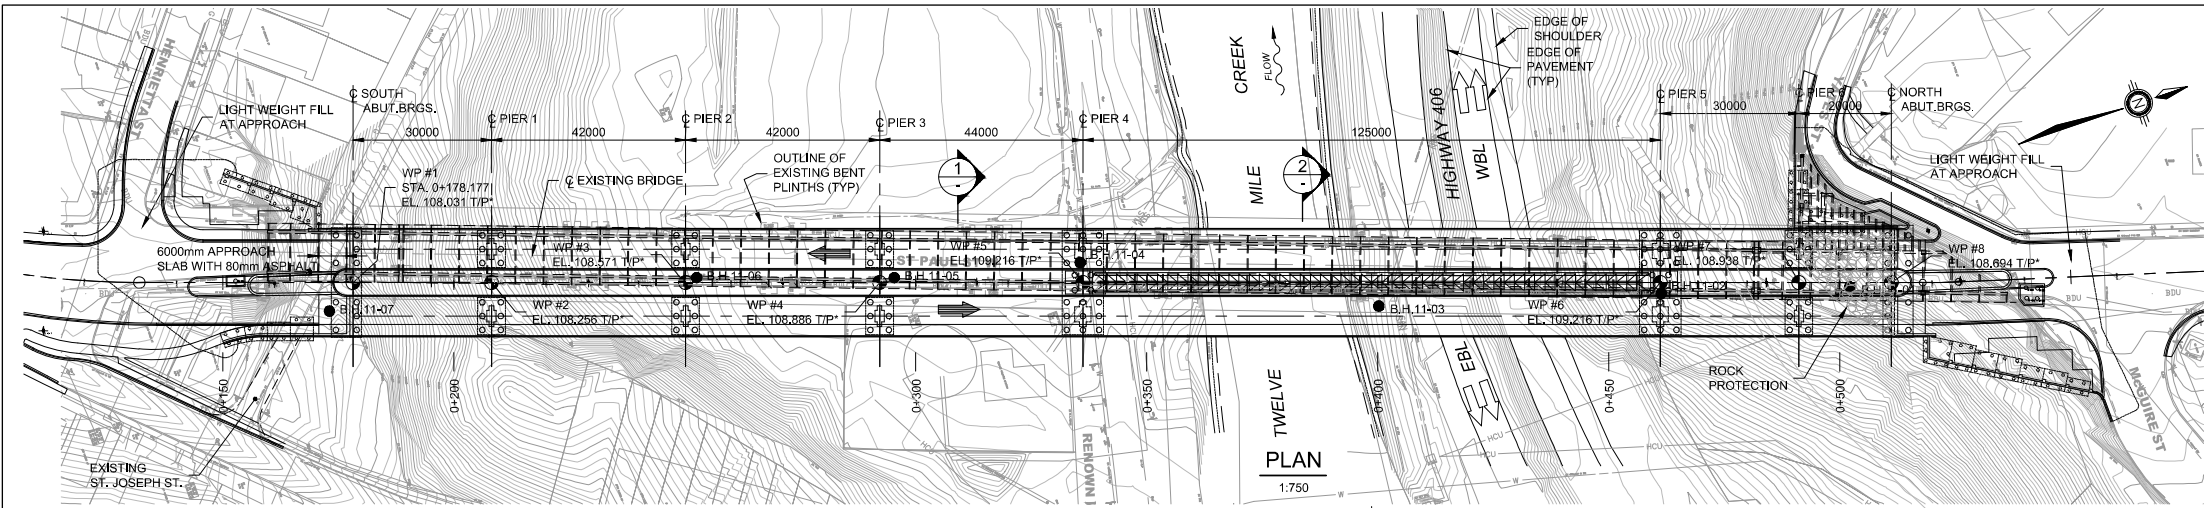 HENRIETTA ST
LIGHT WEIGHT FILL
AT APPROACH
℄ SOUTH
ABUT.BRGS.
30000
℄ PIER 1
42000
℄ PIER 2
42000
℄ PIER 3
44000
℄ PIER 4
125000
℄ PIER 5
30000
℄ PIER 6
20000
℄ NORTH
ABUT.BRGS.
CREEK
FLOW
MILE
TWELVE
HIGHWAY 406
WBL
EBL
EDGE OF
SHOULDER
EDGE OF
PAVEMENT
(TYP)
N
LIGHT WEIGHT FILL
AT APPROACH
WP #1
STA. 0+178.177
EL. 108.031 T/P*
℄ EXISTING BRIDGE
OUTLINE OF
EXISTING BENT
PLINTHS (TYP)
1
-
2
-
6000mm APPROACH
SLAB WITH 80mm ASPHALT
WP #3
EL. 108.571 T/P*
WP #5
EL. 109.216 T/P*
ST PAUL
WP #7
EL. 108.938 T/P*
WP #8
EL. 108.694 T/P*
B.H.11-07
B.H.11-06
B.H.11-05
B.H.11-04
B.H.11-03
B.H.11-02
WP #2
EL. 108.256 T/P*
WP #4
EL. 108.886 T/P*
WP #6
EL. 109.216 T/P*
ROCK
PROTECTION
0+150
0+200
0+300
0+350
0+400
0+450
0+500
EXISTING
ST. JOSEPH ST.
RENOWN
McGUIRE ST
HCU
HCU
HCU
BDU
BDU
PLAN
1:750